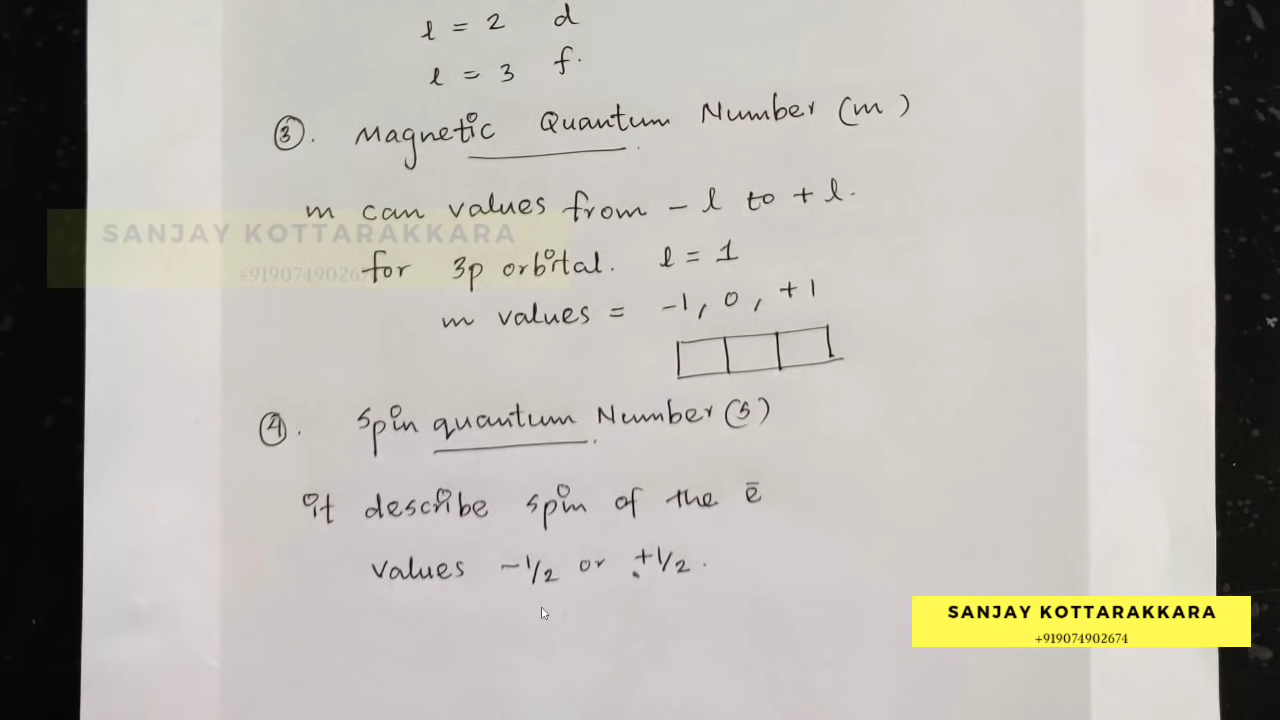 l = 2 d
l = 3 f.
③. Magnetic Quantum Number (m)
m can values from - l to + l.
SANJAY KOTTARAKKARA
for 3p orbital. l = 1
m values = -1, 0, +1
④. Spin quantum Number (s)
it describe spin of the ē
values -1/2 or +1/2.
SANJAY KOTTARAKKARA
+919074902674